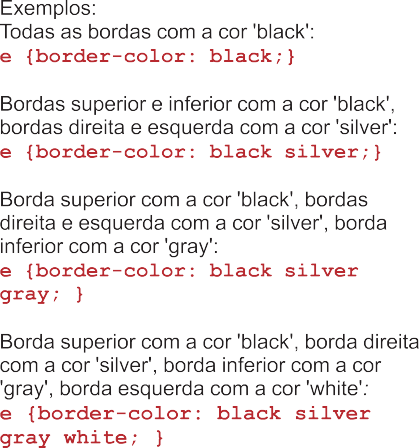 Exemplos:
Todas as bordas com a cor 'black':
e {border-color: black;}
Bordas superior e inferior com a cor 'black',
bordas direita e esquerda com a cor 'silver':
e {border-color: black silver;}
Borda superior com a cor 'black', bordas
direita e esquerda com a cor 'silver', borda
inferior com a cor 'gray':
e {border-color: black silver
gray; }
Borda superior com a cor 'black', borda direita
com a cor 'silver', borda inferior com a cor
'gray', borda esquerda com a cor 'white':
e {border-color: black silver
gray white; }